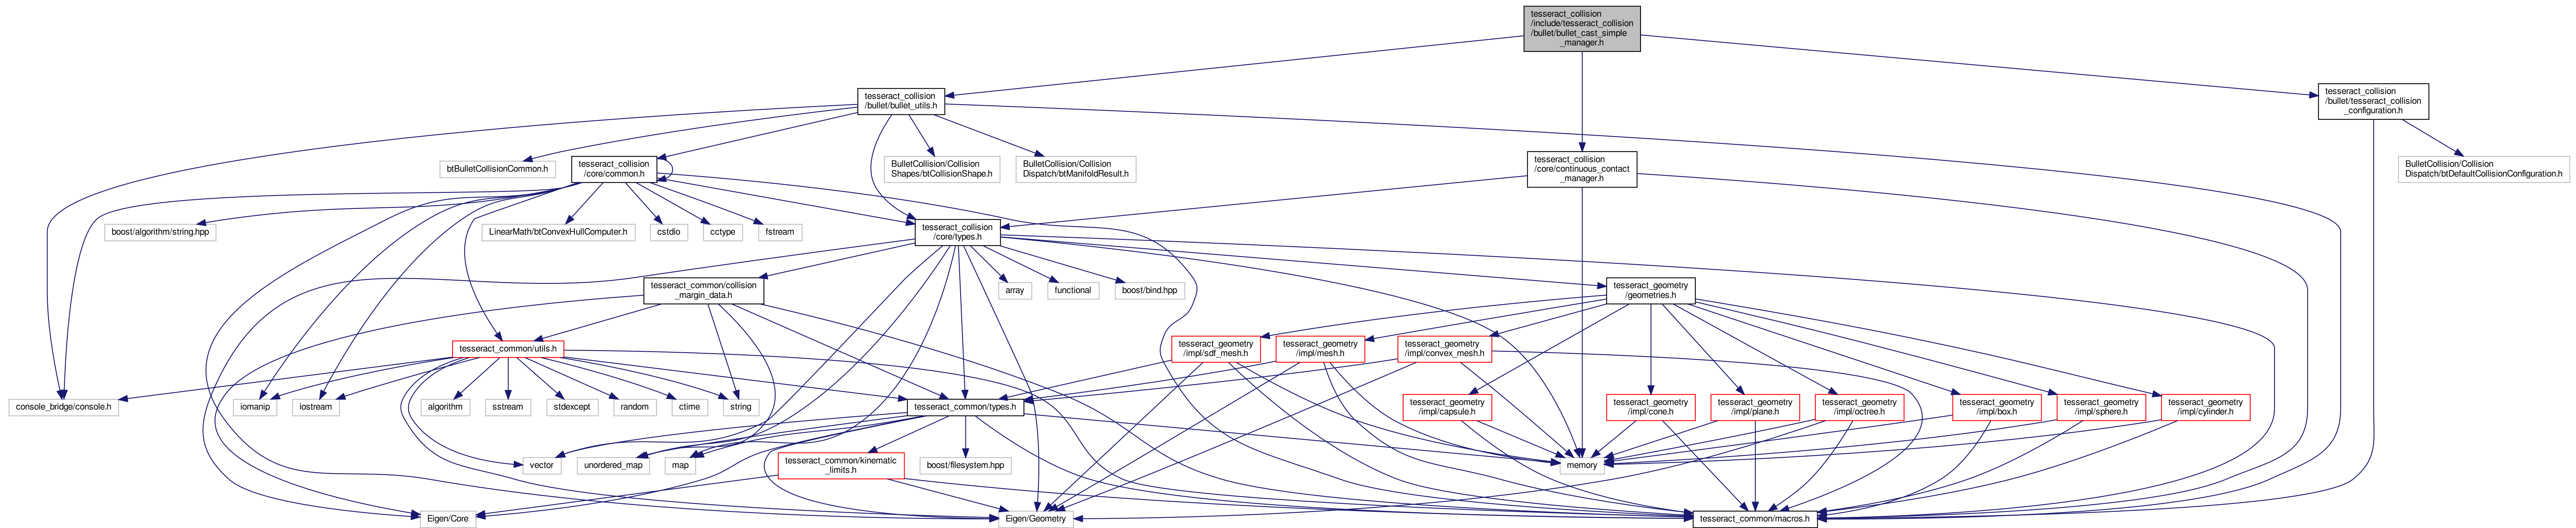 tesseract_collision
/include/tesseract_collision
/bullet/bullet_cast_simple
_manager.h
tesseract_collision
/bullet/bullet_utils.h
tesseract_collision
/bullet/tesseract_collision
_configuration.h
btBulletCollisionCommon.h
tesseract_collision
/core/common.h
BulletCollision/Collision
Shapes/btCollisionShape.h
BulletCollision/Collision
Dispatch/btManifoldResult.h
tesseract_collision
/core/continuous_contact
_manager.h
BulletCollision/Collision
Dispatch/btDefaultCollisionConfiguration.h
boost/algorithm/string.hpp
LinearMath/btConvexHullComputer.h
cstdio
cctype
fstream
tesseract_collision
/core/types.h
tesseract_common/collision
_margin_data.h
array
functional
boost/bind.hpp
tesseract_geometry
/geometries.h
tesseract_common/utils.h
tesseract_geometry
/impl/sdf_mesh.h
tesseract_geometry
/impl/mesh.h
tesseract_geometry
/impl/convex_mesh.h
console_bridge/console.h
iomanip
iostream
algorithm
sstream
stdexcept
random
ctime
string
tesseract_common/types.h
tesseract_geometry
/impl/capsule.h
tesseract_geometry
/impl/cone.h
tesseract_geometry
/impl/plane.h
tesseract_geometry
/impl/octree.h
tesseract_geometry
/impl/box.h
tesseract_geometry
/impl/sphere.h
tesseract_geometry
/impl/cylinder.h
vector
unordered_map
map
tesseract_common/kinematic
_limits.h
boost/filesystem.hpp
memory
Eigen/Core
Eigen/Geometry
tesseract_common/macros.h